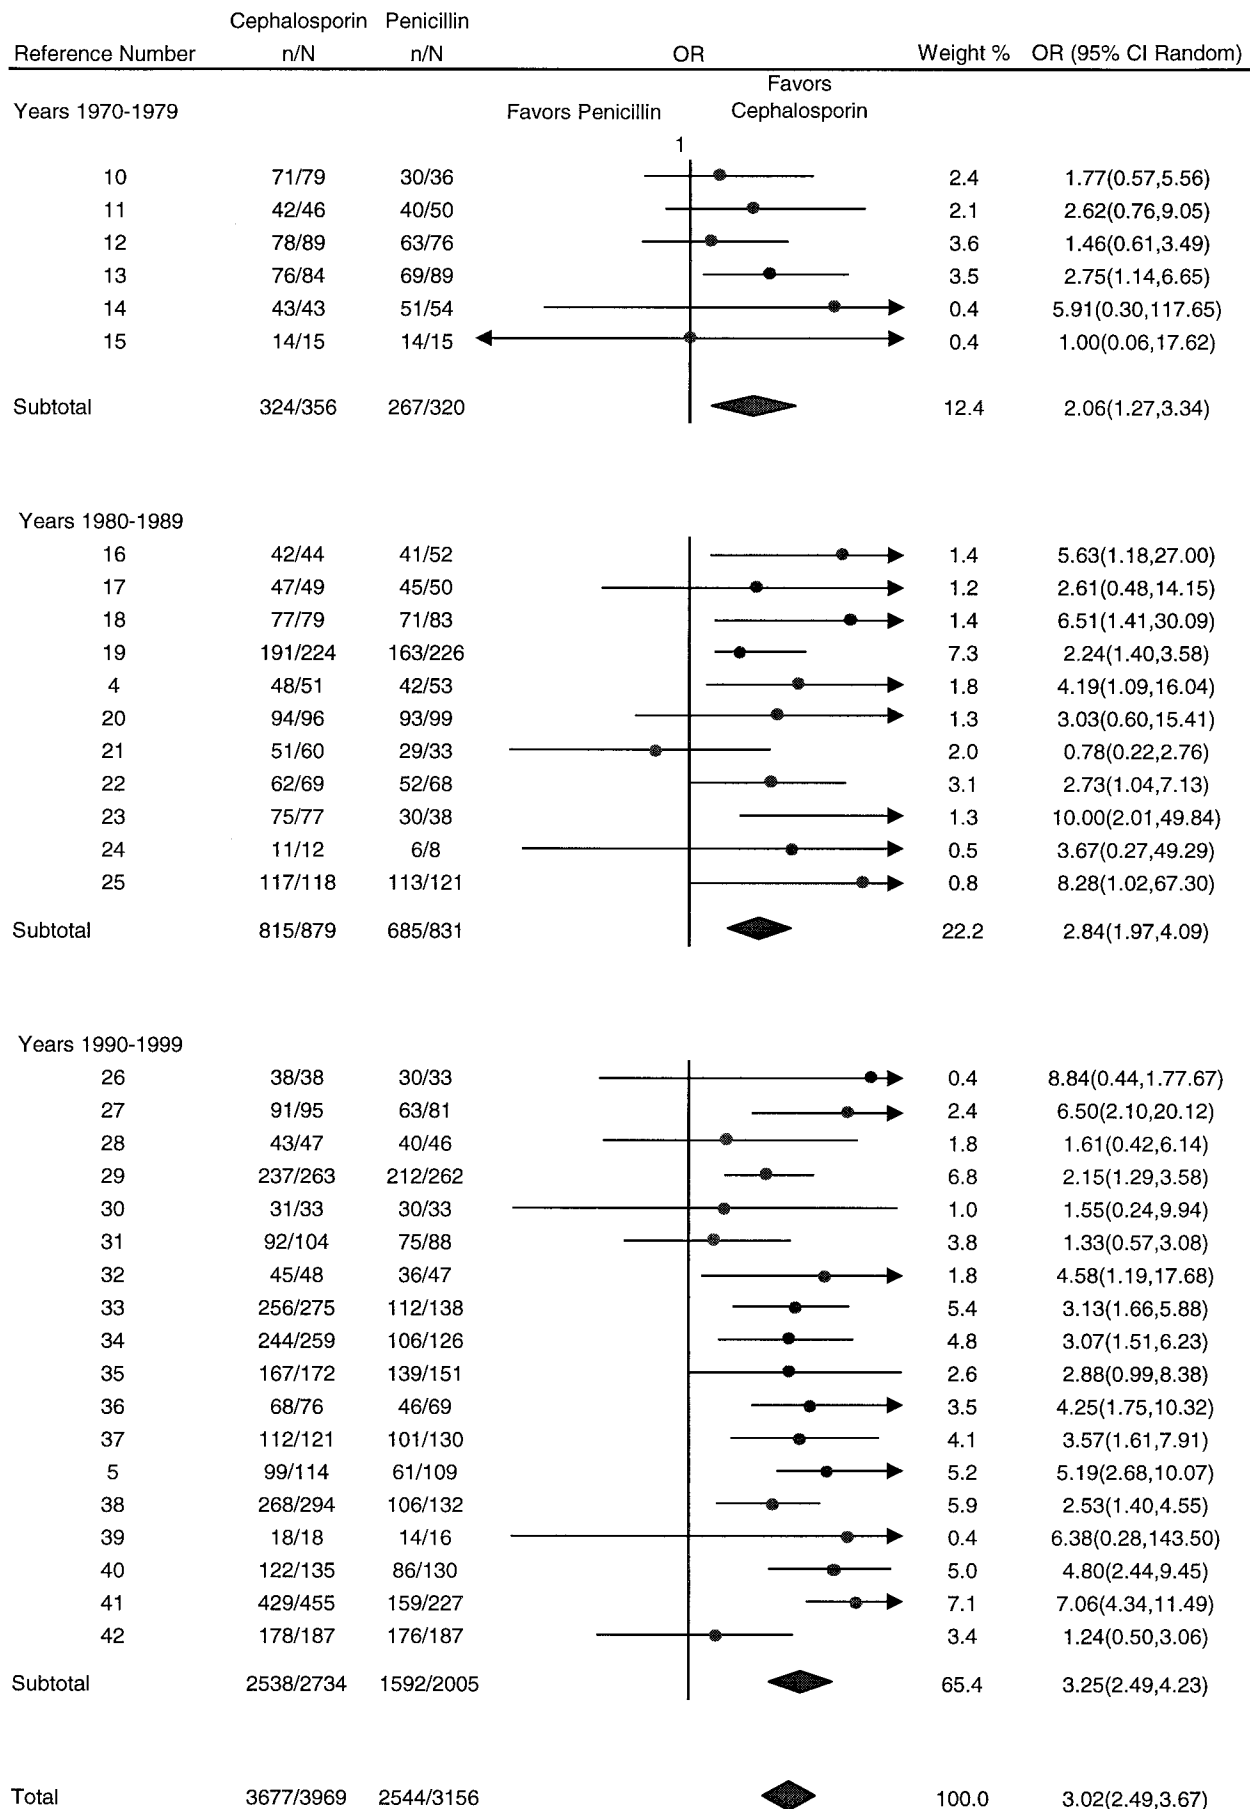 Cephalosporin Penicillin
Reference Number n/N n/N OR Weight % OR (95% CI Random)
Favors
Years 1970-1979 Favors Penicillin Cephalosporin
1
10 71/79 30/36 2.4 1.77(0.57,5.56)
11 42/46 40/50 2.1 2.62(0.76,9.05)
12 78/89 63/76 3.6 1.46(0.61,3.49)
13 76/84 69/89 3.5 2.75(1.14,6.65)
14 43/43 51/54 0.4 5.91(0.30,117.65)
15 14/15 14/15 0.4 1.00(0.06,17.62)
Subtotal 324/356 267/320 12.4 2.06(1.27,3.34)
Years 1980-1989
16 42/44 41/52 1.4 5.63(1.18,27.00)
17 47/49 45/50 1.2 2.61(0.48,14.15)
18 77/79 71/83 1.4 6.51(1.41,30.09)
19 191/224 163/226 7.3 2.24(1.40,3.58)
4 48/51 42/53 1.8 4.19(1.09,16.04)
20 94/96 93/99 1.3 3.03(0.60,15.41)
21 51/60 29/33 2.0 0.78(0.22,2.76)
22 62/69 52/68 3.1 2.73(1.04,7.13)
23 75/77 30/38 1.3 10.00(2.01,49.84)
24 11/12 6/8 0.5 3.67(0.27,49.29)
25 117/118 113/121 0.8 8.28(1.02,67.30)
Subtotal 815/879 685/831 22.2 2.84(1.97,4.09)
Years 1990-1999
26 38/38 30/33 0.4 8.84(0.44,1.77.67)
27 91/95 63/81 2.4 6.50(2.10,20.12)
28 43/47 40/46 1.8 1.61(0.42,6.14)
29 237/263 212/262 6.8 2.15(1.29,3.58)
30 31/33 30/33 1.0 1.55(0.24,9.94)
31 92/104 75/88 3.8 1.33(0.57,3.08)
32 45/48 36/47 1.8 4.58(1.19,17.68)
33 256/275 112/138 5.4 3.13(1.66,5.88)
34 244/259 106/126 4.8 3.07(1.51,6.23)
35 167/172 139/151 2.6 2.88(0.99,8.38)
36 68/76 46/69 3.5 4.25(1.75,10.32)
37 112/121 101/130 4.1 3.57(1.61,7.91)
5 99/114 61/109 5.2 5.19(2.68,10.07)
38 268/294 106/132 5.9 2.53(1.40,4.55)
39 18/18 14/16 0.4 6.38(0.28,143.50)
40 122/135 86/130 5.0 4.80(2.44,9.45)
41 429/455 159/227 7.1 7.06(4.34,11.49)
42 178/187 176/187 3.4 1.24(0.50,3.06)
Subtotal 2538/2734 1592/2005 65.4 3.25(2.49,4.23)
Total 3677/3969 2544/3156 100.0 3.02(2.49,3.67)